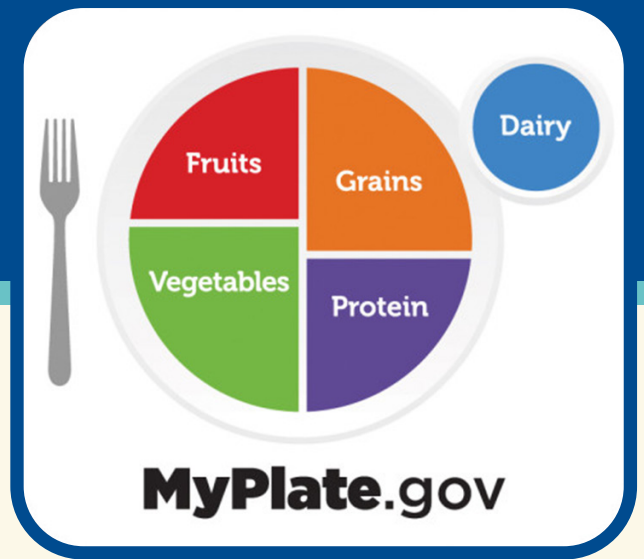 Dairy
Fruits
Grains
Vegetables
Protein
MyPlate.gov